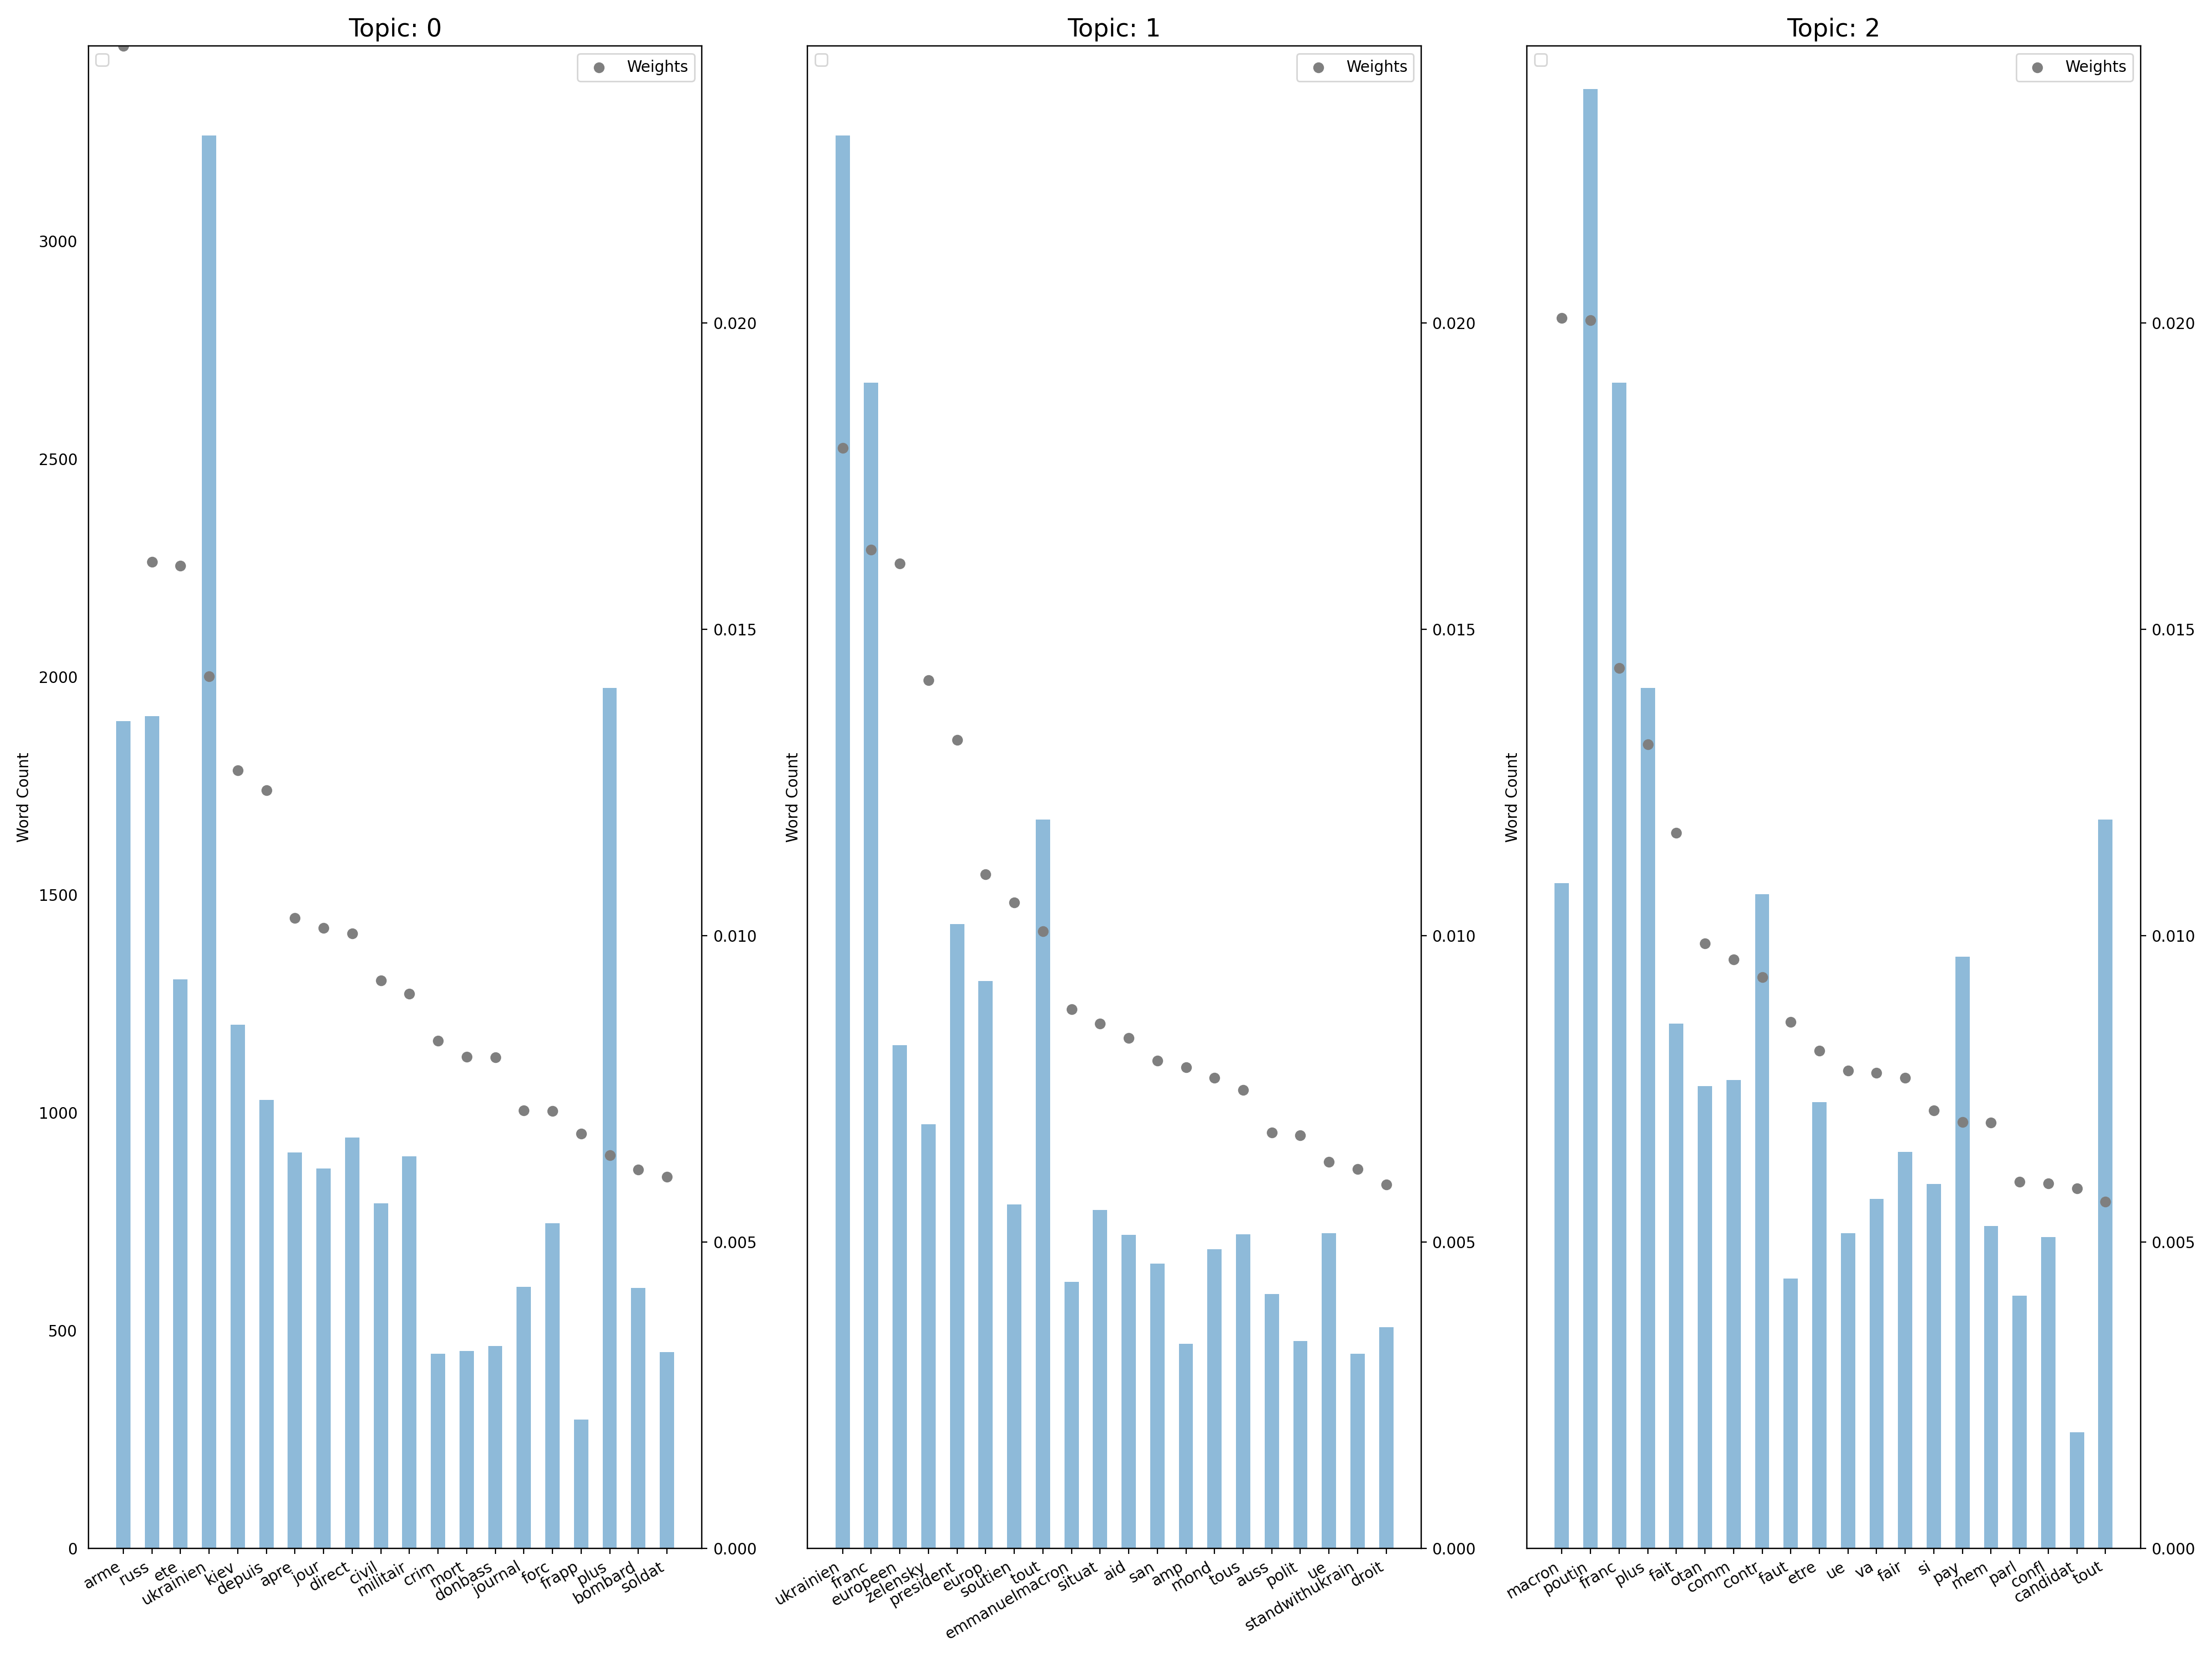 Topic: 0
Topic: 1
Topic: 2
Weights
Weights
Weights
Word Count
3000
2500
2000
1500
1000
500
0
0.020
0.015
0.010
0.005
0.000
arme
russ
ete
ukrainien
kiev
depuis
apre
jour
direct
civil
militair
crim
mort
donbass
journal
forc
frapp
plus
bombard
soldat
Word Count
0.020
0.015
0.010
0.005
0.000
ukrainien
franc
europeen
zelensky
president
europ
soutien
tout
emmanuelmacron
situat
aid
san
amp
mond
tous
auss
polit
ue
standwithukrain
droit
Word Count
0.020
0.015
0.010
0.005
0.000
macron
poutin
franc
plus
fait
otan
comm
contr
faut
etre
ue
va
fair
si
pay
mem
parl
confl
candidat
tout